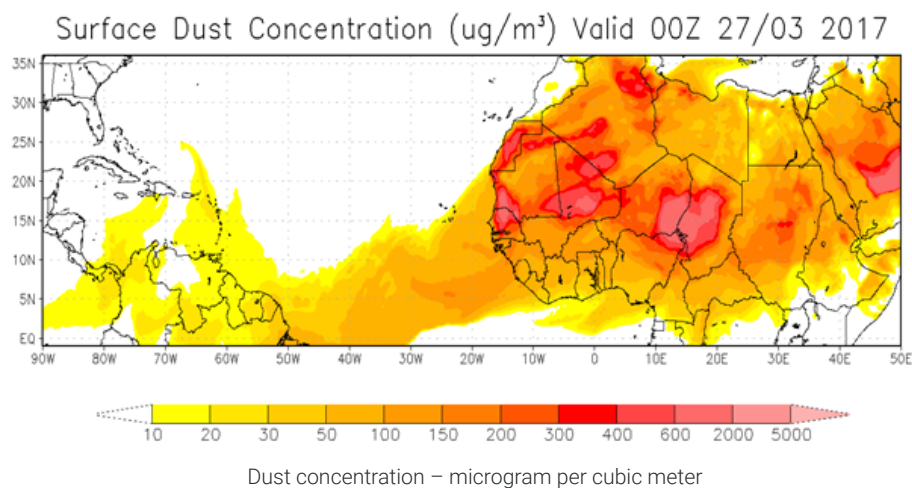 Surface Dust Concentration (ug/m³) Valid 00Z 27/03 2017
35N
30N
25N
20N
15N
10N
5N
EQ
90W 80W 70W 60W 50W 40W 30W 20W 10W 0 10E 20E 30E 40E 50E
10 20 30 50 100 150 200 300 400 600 2000 5000
Dust concentration – microgram per cubic meter